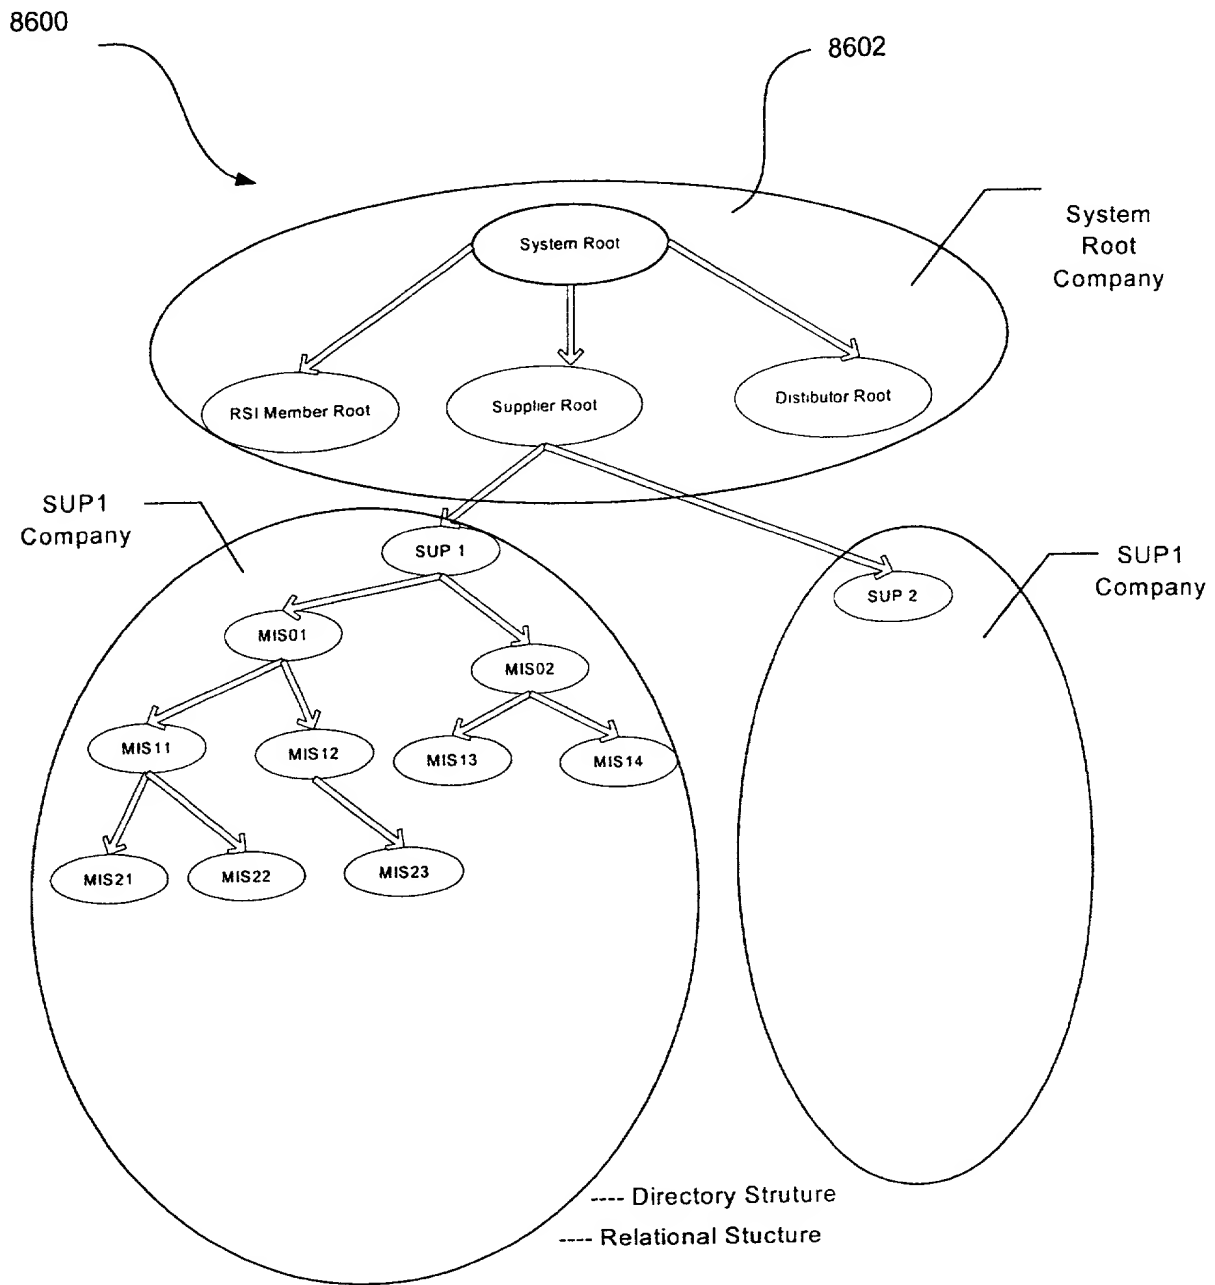 8600
8602
System Root
System
Root
Company
RSI Member Root
Supplier Root
Distibutor Root
SUP1
Company
SUP 1
SUP1
Company
SUP 2
MIS01
MIS02
MIS11
MIS12
MIS13
MIS14
MIS21
MIS22
MIS23
---- Directory Struture
---- Relational Stucture